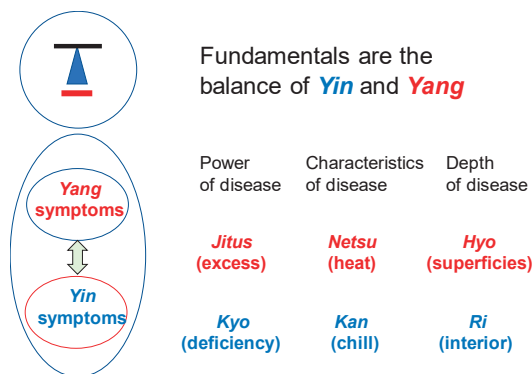 Fundamentals are the
balance of Yin and Yang
Power
of disease
Characteristics
of disease
Depth
of disease
Yang
symptoms
Jitus
(excess)
Netsu
(heat)
Hyo
(superficies)
Yin
symptoms
Kyo
(deficiency)
Kan
(chill)
Ri
(interior)